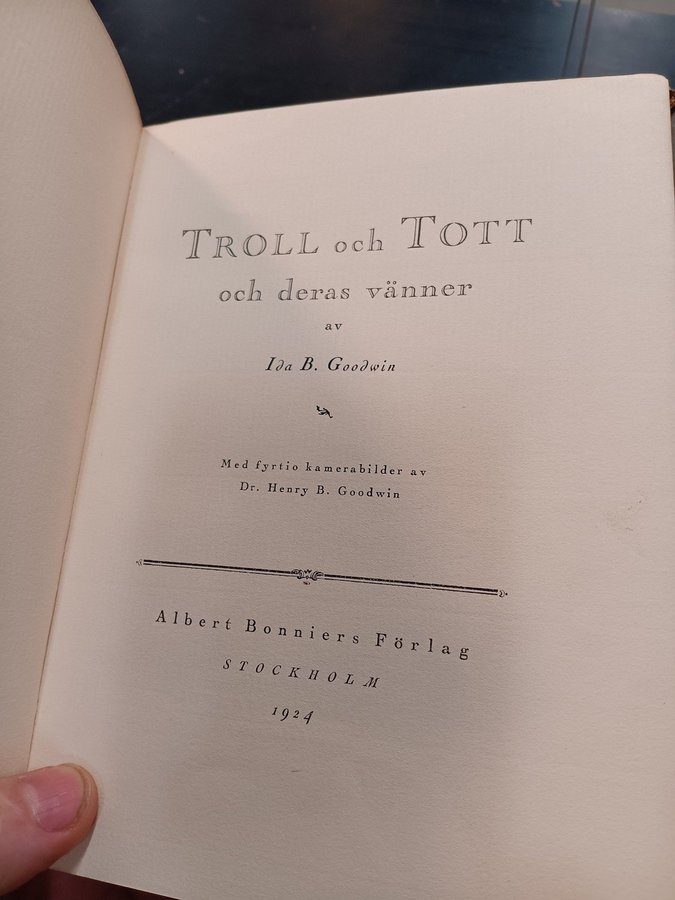 TROLL och TOTT
och deras vänner
av
Ida B. Goodwin
Med fyrtio kamerabilder av
Dr. Henry B. Goodwin
Albert Bonniers Förlag
STOCKHOLM
1924